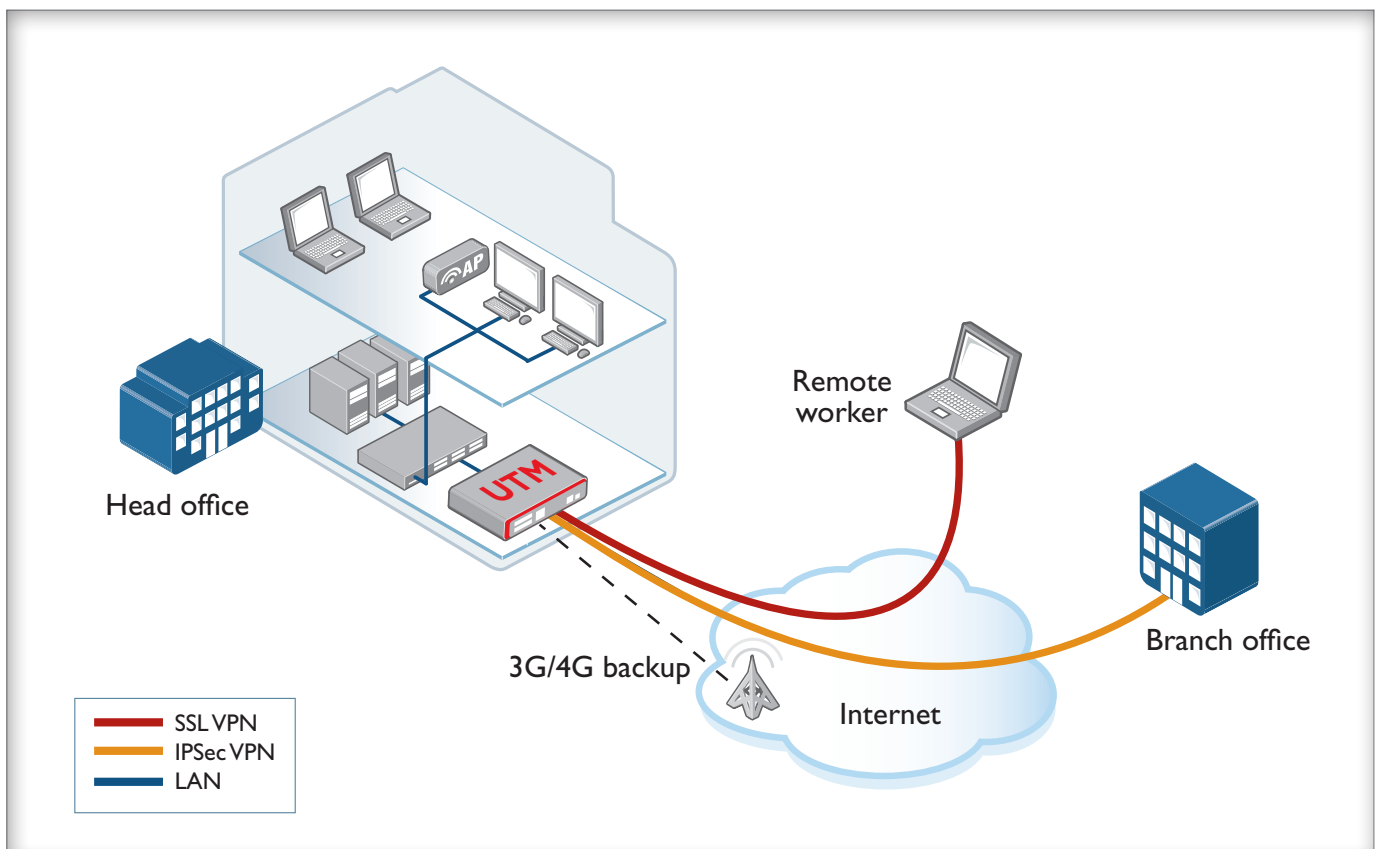 AP
Remote
worker
Head office
UTM
Branch office
3G/4G backup
Internet
SSL VPN
IPSec VPN
LAN